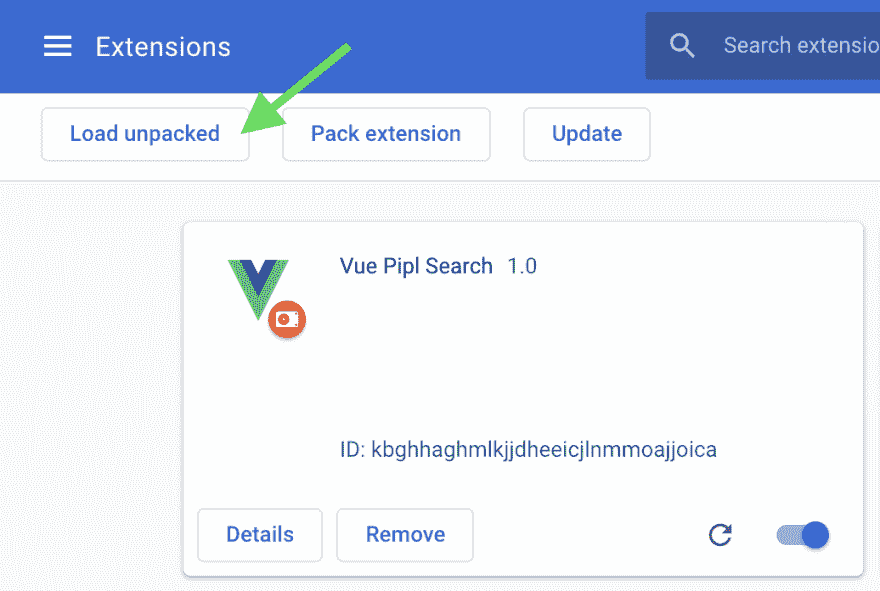 Extensions
Search extensio
Load unpacked
Pack extension
Update
Vue Pipl Search 1.0
ID: kbghhaghmlkjjdheeicjlnmmoajjoica
Details
Remove